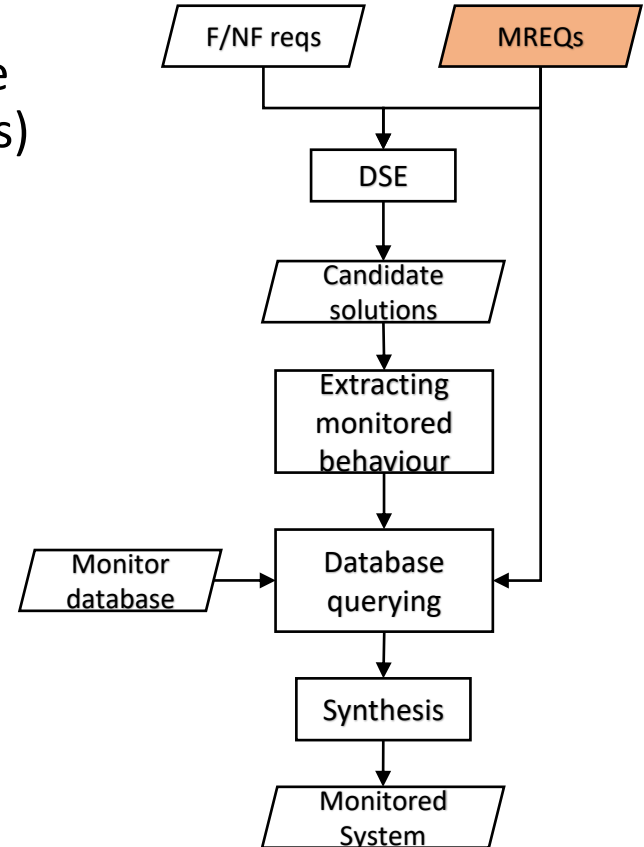 F/NF reqs
MREQs
e
s)
DSE
Candidate
solutions
Extracting
monitored
behaviour
Monitor
database
Database
querying
Synthesis
Monitored
System